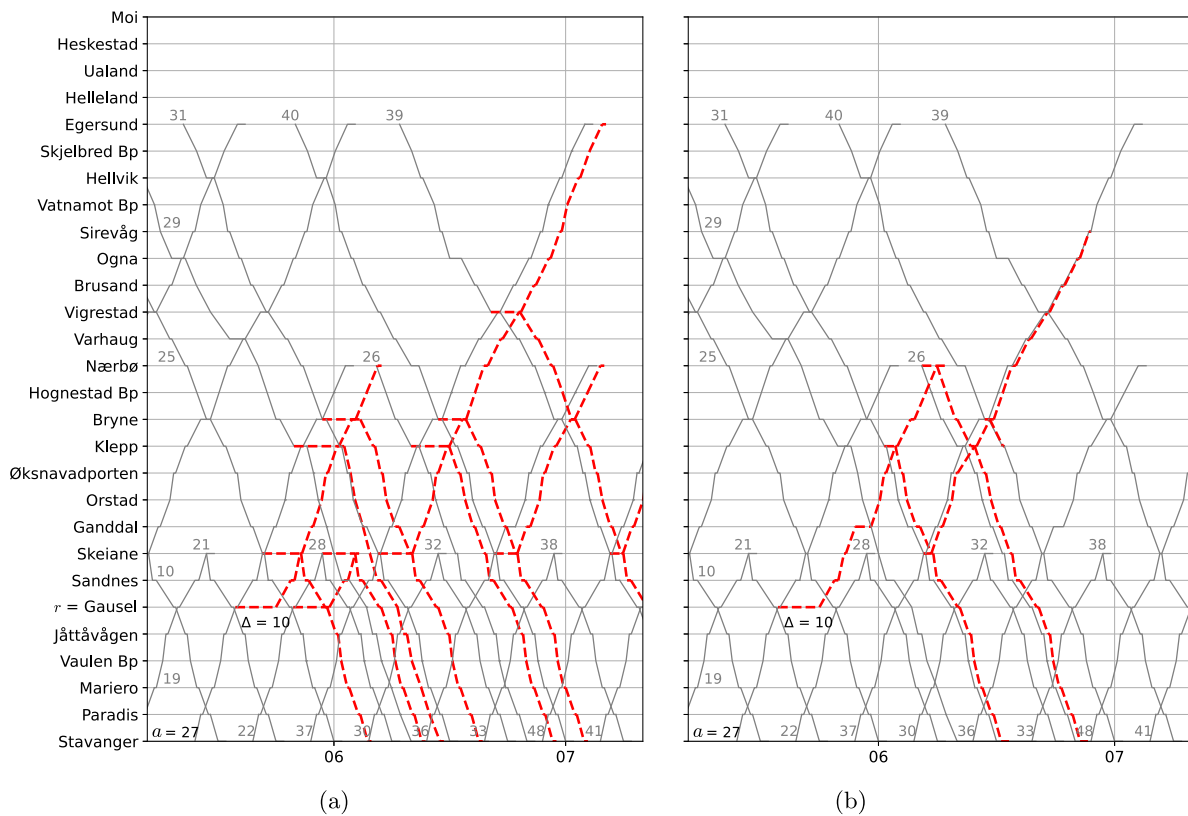 Moi
Heskestad
Ualand
Helleland
Egersund
Skjelbred Bp
Hellvik
Vatnamot Bp
Sirevåg
Ogna
Brusand
Vigrestad
Varhaug
Nærbø
Hognestad Bp
Bryne
Klepp
Øksnavadporten
Orstad
Ganddal
Skeiane
Sandnes
r = Gausel
Jåttåvågen
Vaulen Bp
Mariero
Paradis
Stavanger
31 40 39
29
25 26
21 28 32 38
10
Δ = 10
19
a = 27 22 37 30 36 33 48 41
06 07
(a)
31 40 39
29
25 26
21 28 32 38
10
Δ = 10
19
a = 27 22 37 30 36 33 48 41
06 07
(b)